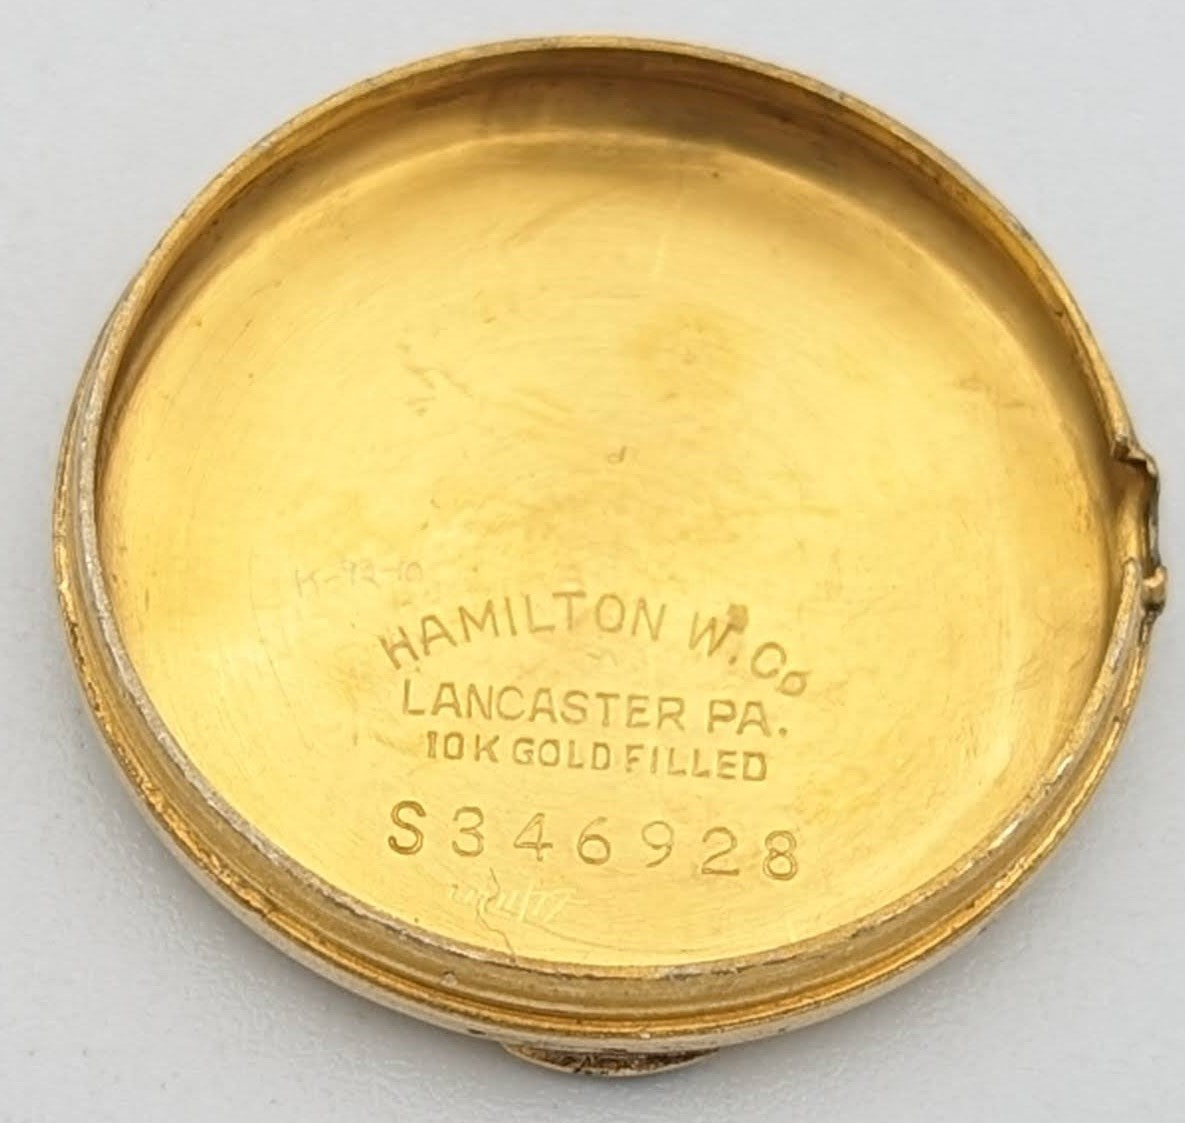 HAMILTON W. Co
LANCASTER PA.
10K GOLD FILLED
S346928